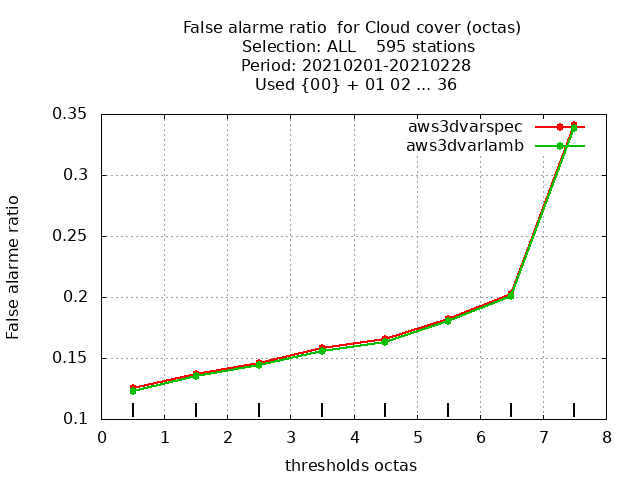 False alarme ratio  for Cloud cover (octas)
Selection: ALL    595 stations
Period: 20210201-20210228
Used {00} + 01 02 ... 36
aws3dvarspec
aws3dvarlamb
False alarme ratio
0.35
0.3
0.25
0.2
0.15
0.1
0 1 2 3 4 5 6 7 8
thresholds octas